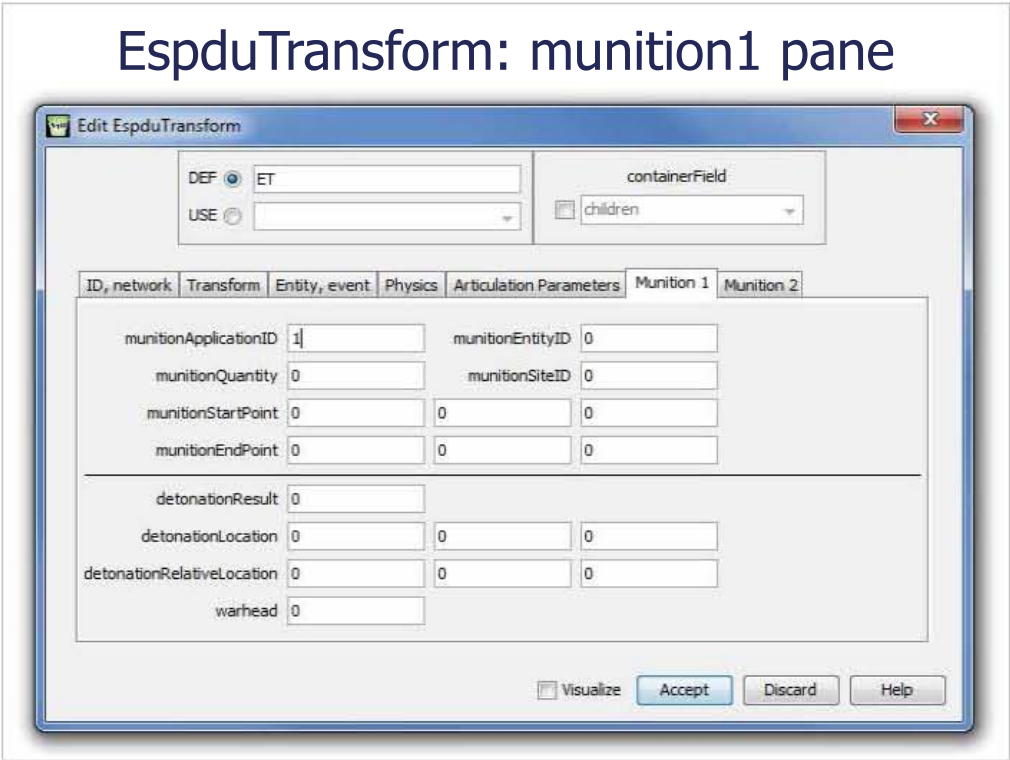 EspduTransform: munition1 pane
Edit EspduTransform
DEF ET containerField
USE children
ID, network Transform Entity, event Physics Articulation Parameters Munition 1 Munition 2
munitionApplicationID 1 munitionEntityID 0
munitionQuantity 0 munitionSiteID 0
munitionStartPoint 0 0 0
munitionEndPoint 0 0 0
detonationResult 0
detonationLocation 0 0 0
detonationRelativeLocation 0 0 0
warhead 0
Visualize Accept Discard Help